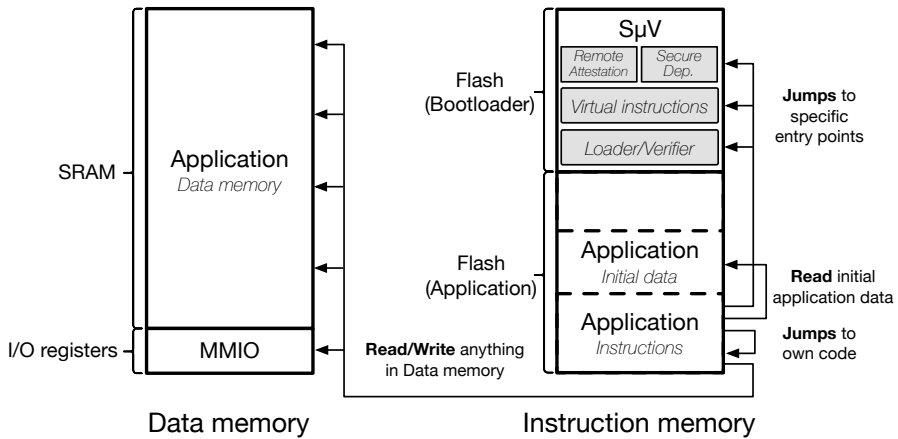 SμV
Remote
Attestation
Secure
Dep.
Flash
(Bootloader)
Virtual instructions
Jumps to
specific
entry points
Loader/Verifier
SRAM
Application
Data memory
Flash
(Application)
Application
Initial data
Read initial
application data
Application
Instructions
Jumps to
own code
I/O registers
MMIO
Read/Write anything
in Data memory
Data memory
Instruction memory